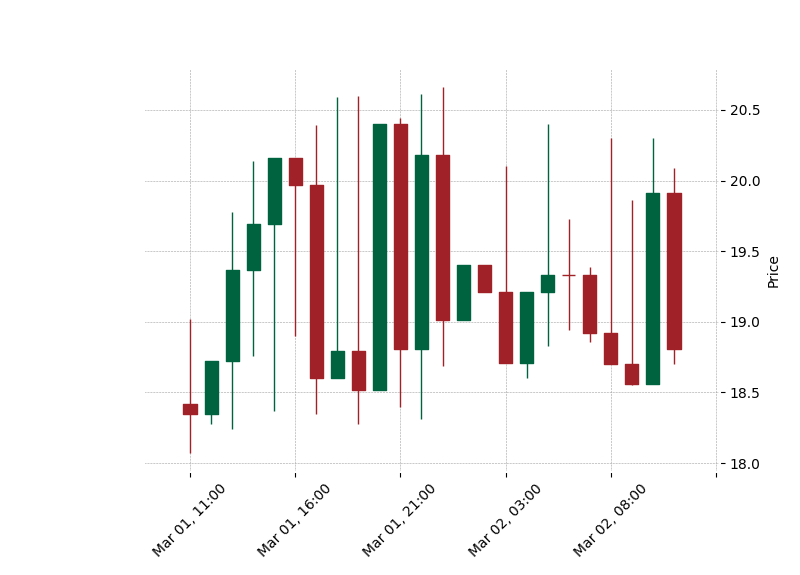 20.5
20.0
19.5
19.0
18.5
18.0
Price
Mar 01, 11:00
Mar 01, 16:00
Mar 01, 21:00
Mar 02, 03:00
Mar 02, 08:00